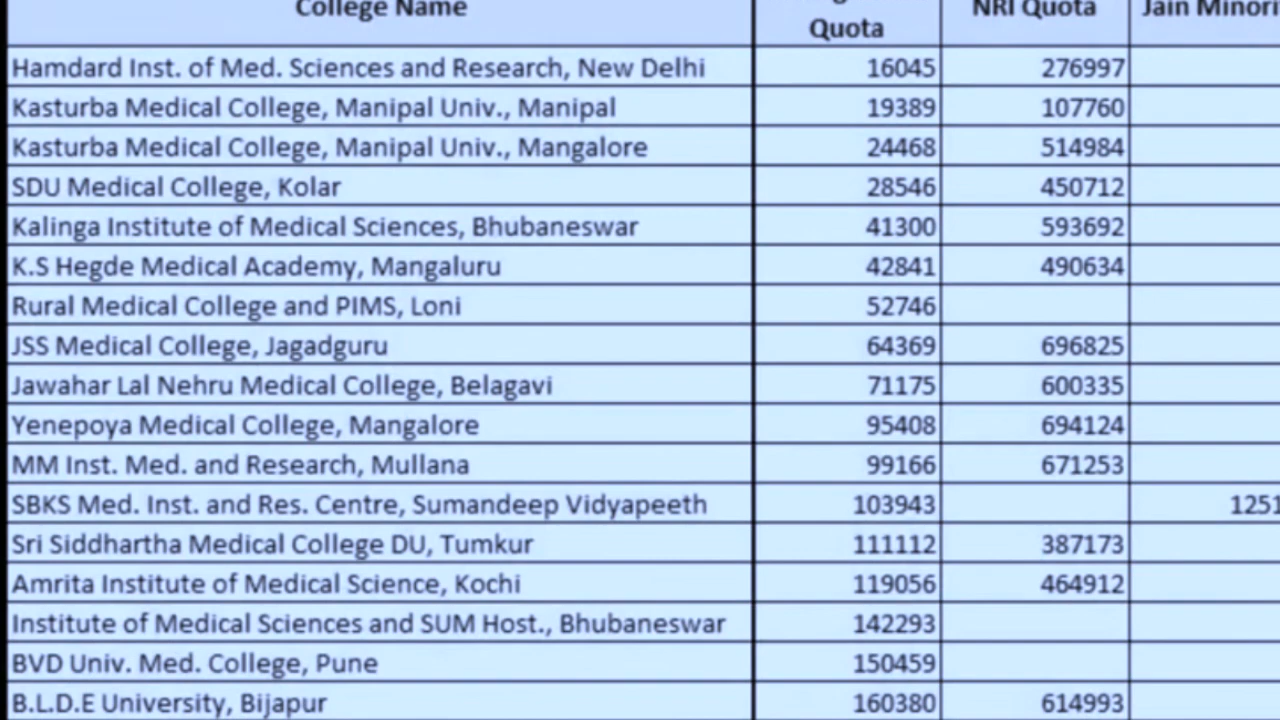 College Name
Quota
NRI Quota
Jain Minori
Hamdard Inst. of Med. Sciences and Research, New Delhi 16045 276997
Kasturba Medical College, Manipal Univ., Manipal 19389 107760
Kasturba Medical College, Manipal Univ., Mangalore 24468 514984
SDU Medical College, Kolar 28546 450712
Kalinga Institute of Medical Sciences, Bhubaneswar 41300 593692
K.S Hegde Medical Academy, Mangaluru 42841 490634
Rural Medical College and PIMS, Loni 52746
JSS Medical College, Jagadguru 64369 696825
Jawahar Lal Nehru Medical College, Belagavi 71175 600335
Yenepoya Medical College, Mangalore 95408 694124
MM Inst. Med. and Research, Mullana 99166 671253
SBKS Med. Inst. and Res. Centre, Sumandeep Vidyapeeth 103943 1251
Sri Siddhartha Medical College DU, Tumkur 111112 387173
Amrita Institute of Medical Science, Kochi 119056 464912
Institute of Medical Sciences and SUM Host., Bhubaneswar 142293
BVD Univ. Med. College, Pune 150459
B.L.D.E University, Bijapur 160380 614993